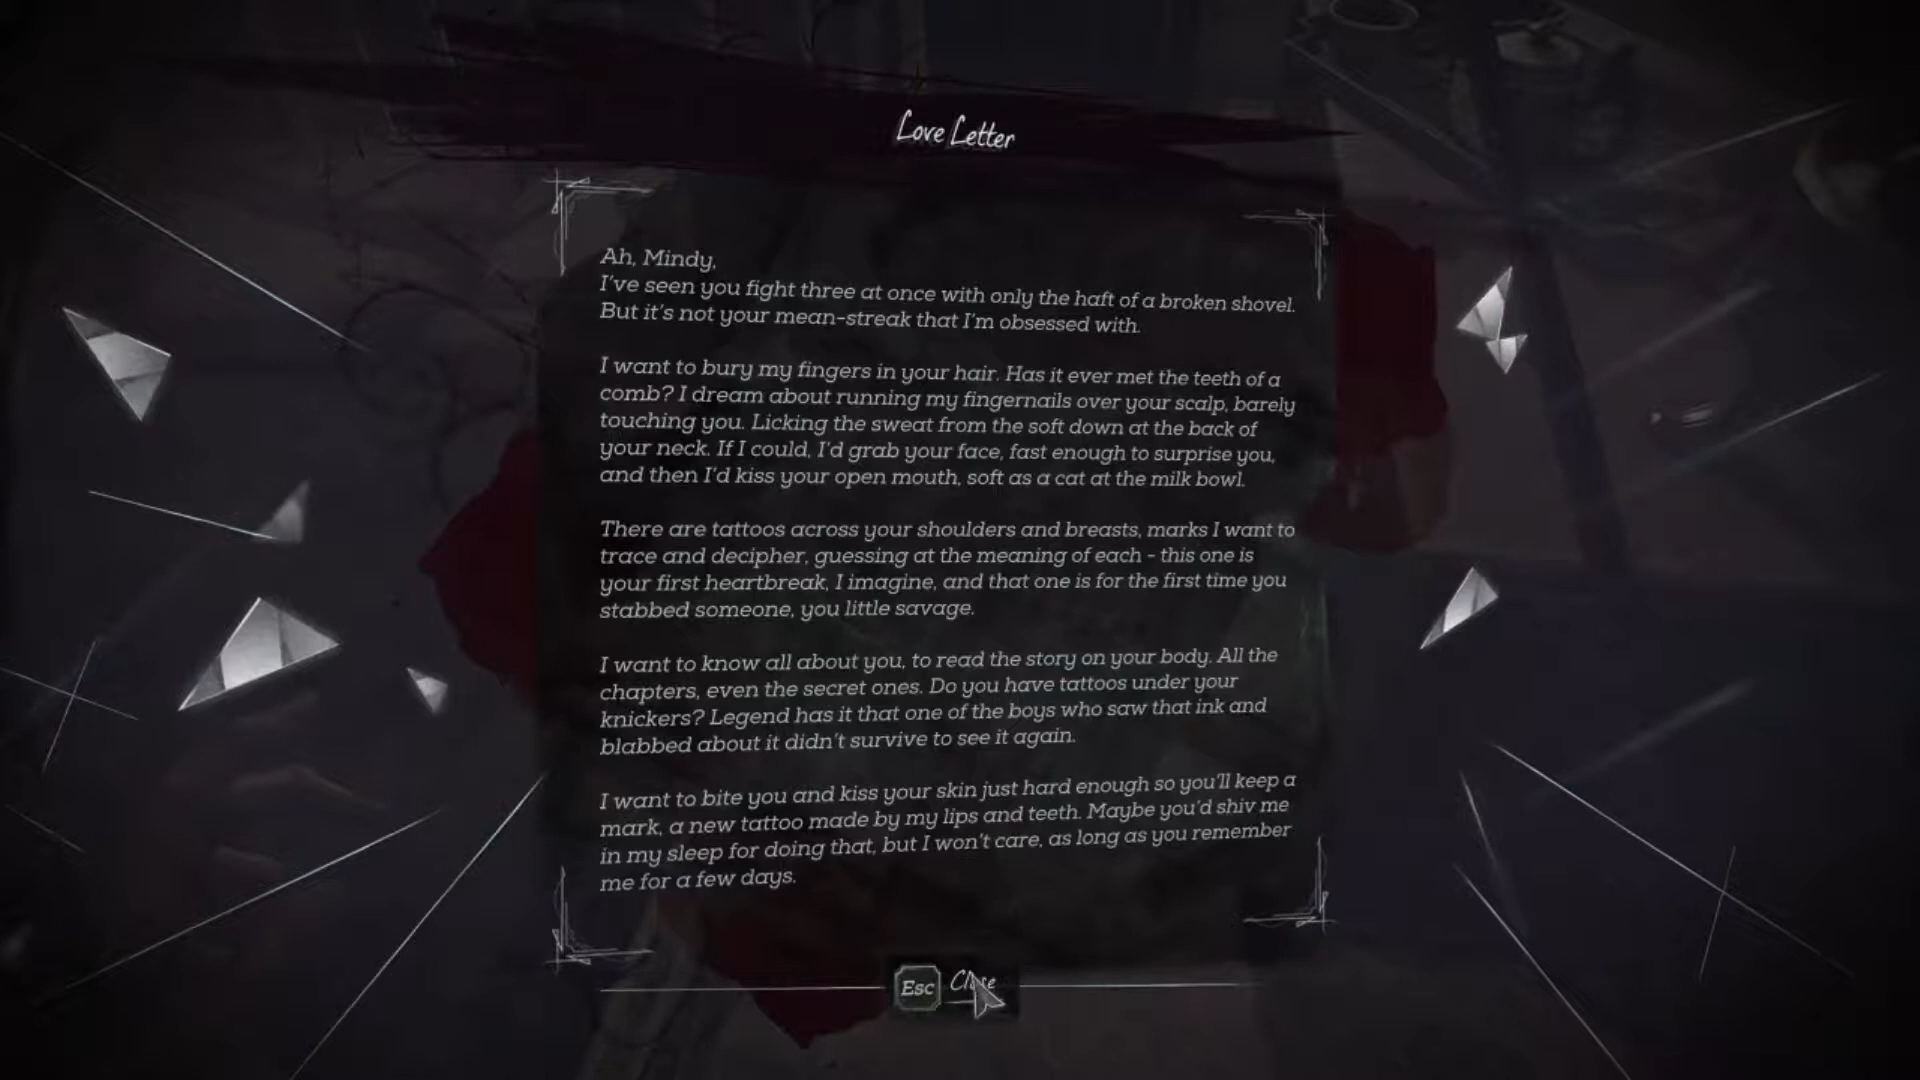 Love Letter
Ah, Mindy,
I've seen you fight three at once with only the haft of a broken shovel.
But it's not your mean-streak that I'm obsessed with.
I want to bury my fingers in your hair. Has it ever met the teeth of a
comb? I dream about running my fingernails over your scalp, barely
touching you. Licking the sweat from the soft down at the back of
your neck. If I could, I'd grab your face, fast enough to surprise you,
and then I'd kiss your open mouth, soft as a cat at the milk bowl.
There are tattoos across your shoulders and breasts, marks I want to
trace and decipher, guessing at the meaning of each - this one is
your first heartbreak, I imagine, and that one is for the first time you
stabbed someone, you little savage.
I want to know all about you, to read the story on your body. All the
chapters, even the secret ones. Do you have tattoos under your
knickers? Legend has it that one of the boys who saw that ink and
blabbed about it didn't survive to see it again.
I want to bite you and kiss your skin just hard enough so you'll keep a
mark, a new tattoo made by my lips and teeth. Maybe you'd shiv me
in my sleep for doing that, but I won't care, as long as you remember
me for a few days.
Esc Close